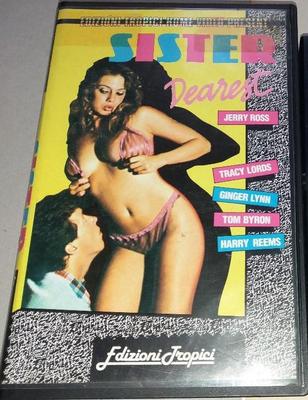 EDIZIONI TROPICI HOME VIDEO PRESENTA
SISTER
Dearest
JERRY ROSS
TRACY LORDS
GINGER LYNN
TOM BYRON
HARRY REEMS
Edizioni Tropici